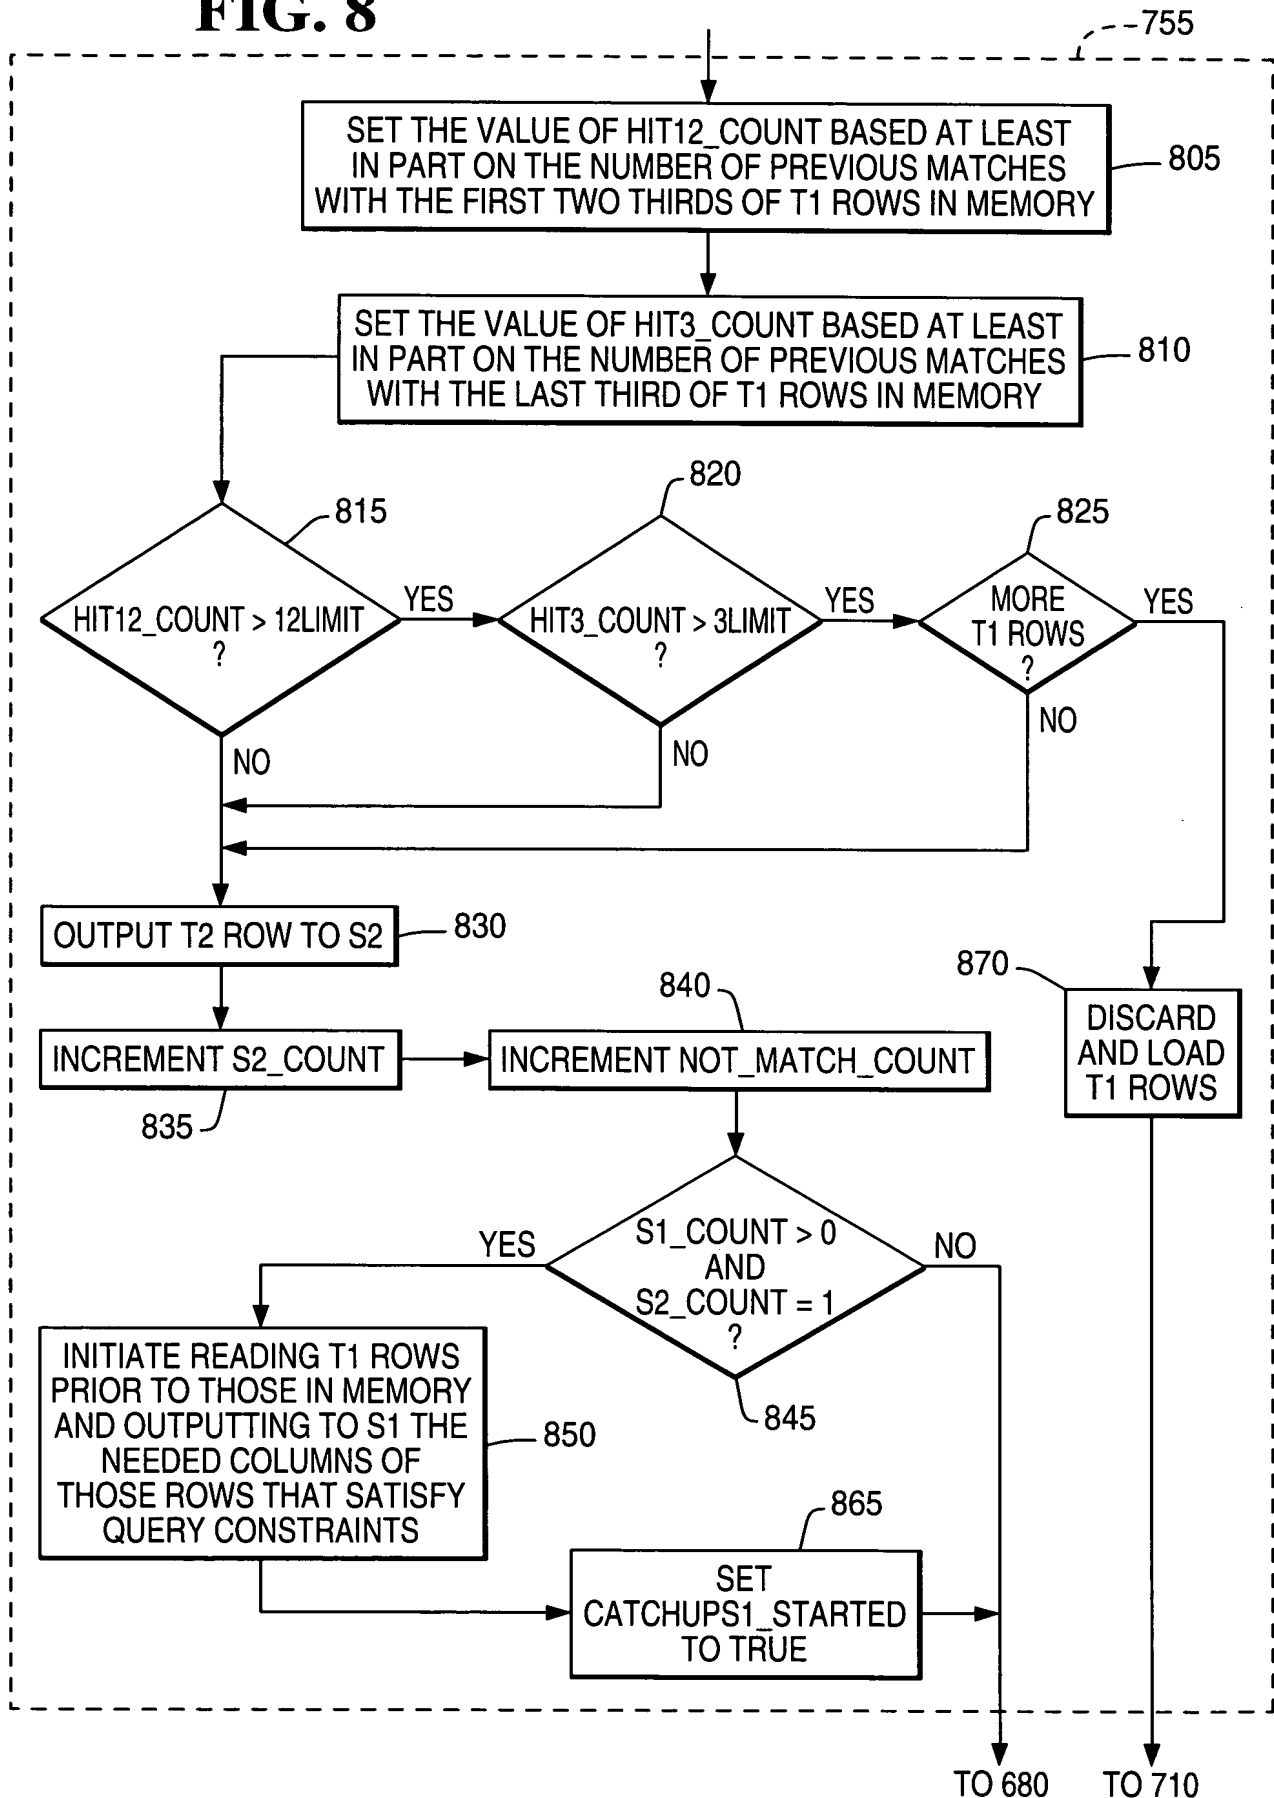 FIG. 8
755
SET THE VALUE OF HIT12_COUNT BASED AT LEAST
IN PART ON THE NUMBER OF PREVIOUS MATCHES
WITH THE FIRST TWO THIRDS OF T1 ROWS IN MEMORY
805
SET THE VALUE OF HIT3_COUNT BASED AT LEAST
IN PART ON THE NUMBER OF PREVIOUS MATCHES
WITH THE LAST THIRD OF T1 ROWS IN MEMORY
810
815
820
825
HIT12_COUNT > 12LIMIT
?
YES
HIT3_COUNT > 3LIMIT
?
YES
MORE
T1 ROWS
?
YES
NO
NO
NO
OUTPUT T2 ROW TO S2
830
870
DISCARD
AND LOAD
T1 ROWS
INCREMENT S2_COUNT
835
840
INCREMENT NOT_MATCH_COUNT
YES
S1_COUNT > 0
AND
S2_COUNT = 1
?
NO
845
INITIATE READING T1 ROWS
PRIOR TO THOSE IN MEMORY
AND OUTPUTTING TO S1 THE
NEEDED COLUMNS OF
THOSE ROWS THAT SATISFY
QUERY CONSTRAINTS
850
865
SET
CATCHUPS1_STARTED
TO TRUE
TO 680
TO 710